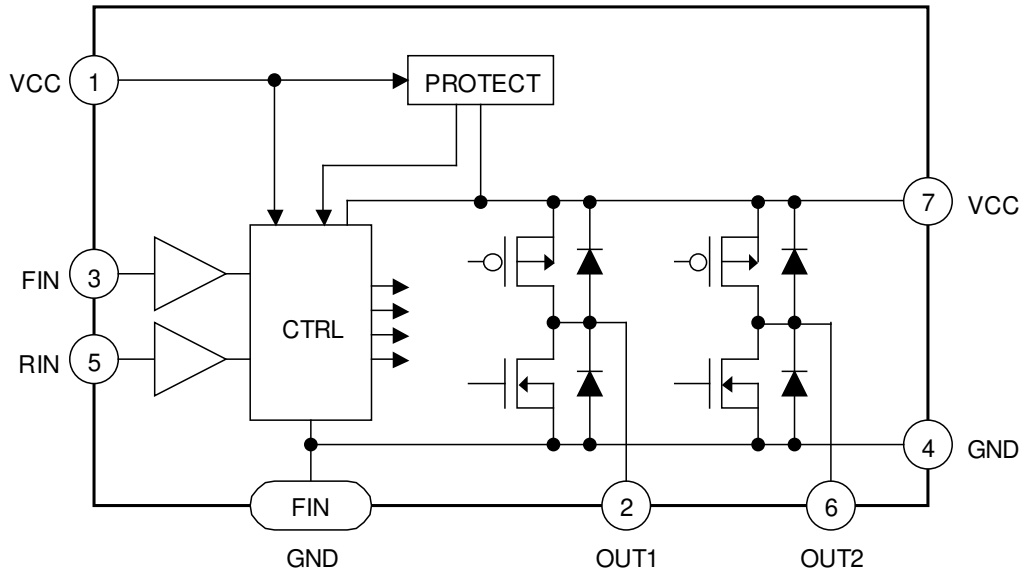 VCC
1
PROTECT
7
VCC
FIN
3
CTRL
RIN
5
4
GND
FIN
2
6
GND
OUT1
OUT2